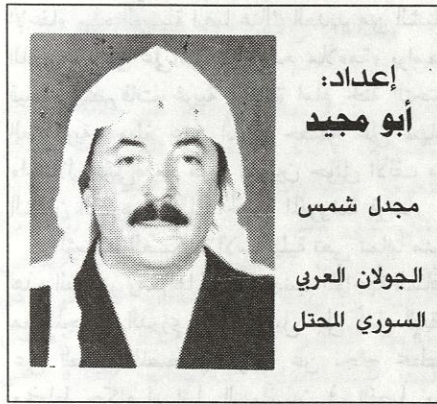 إعداد:
أبو مجيد
مجدل شمس
الجولان العربي
السوري المحتل